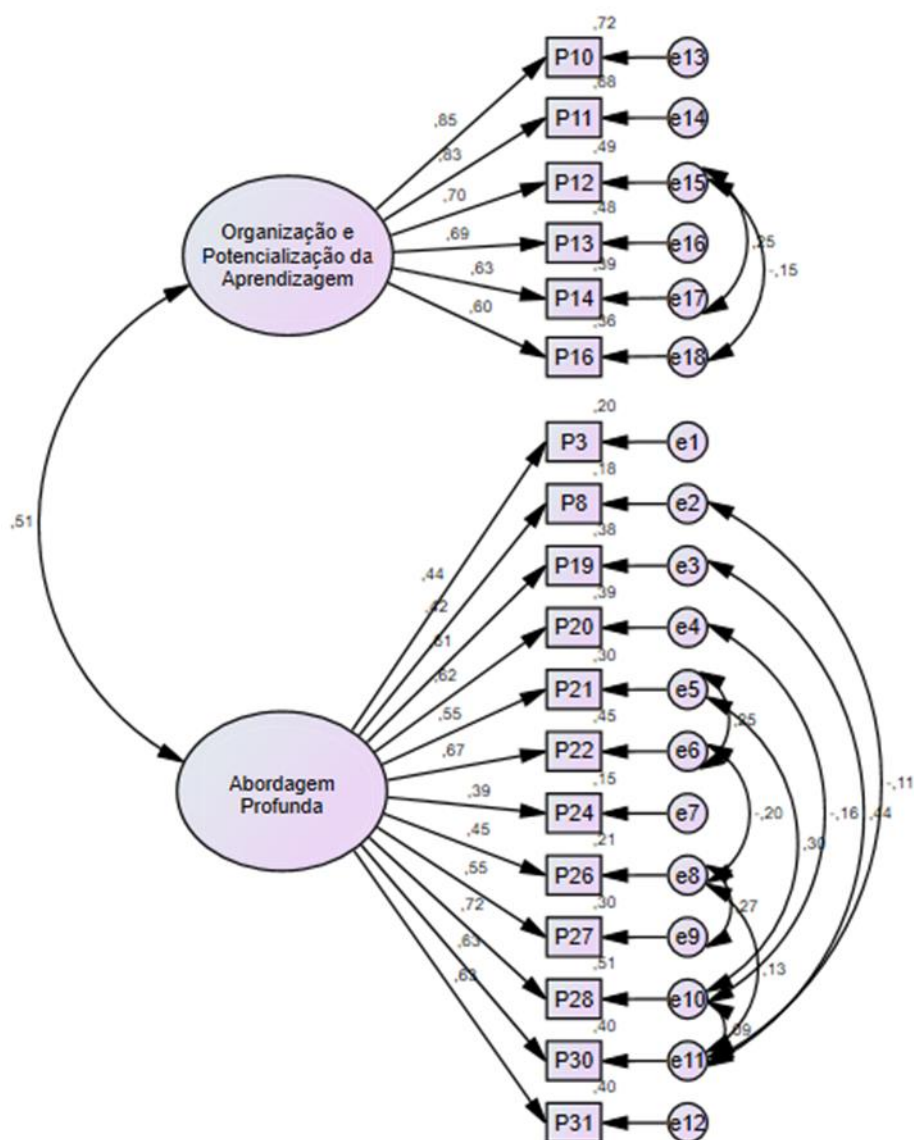 ,72
P10
e13
,68
,85
P11
e14
,83
,49
P12
e15
,70
,48
Organização e
Potencialização da
Aprendizagem
,69
P13
e16
,25
,39
-,15
,63
P14
e17
,60
,36
P16
e18
,20
P3
e1
,18
P8
e2
,51
,38
P19
e3
,44
,39
,42
P20
e4
,61
,30
,62
P21
e5
,55
,45
,25
P22
e6
,67
,15
Abordagem
Profunda
-,11
,39
P24
e7
-,20
-,16
,44
,21
,30
,45
P26
e8
,55
,30
,27
,72
P27
e9
,63
,51
,13
P28
e10
,40
,09
P30
e11
,40
P31
e12